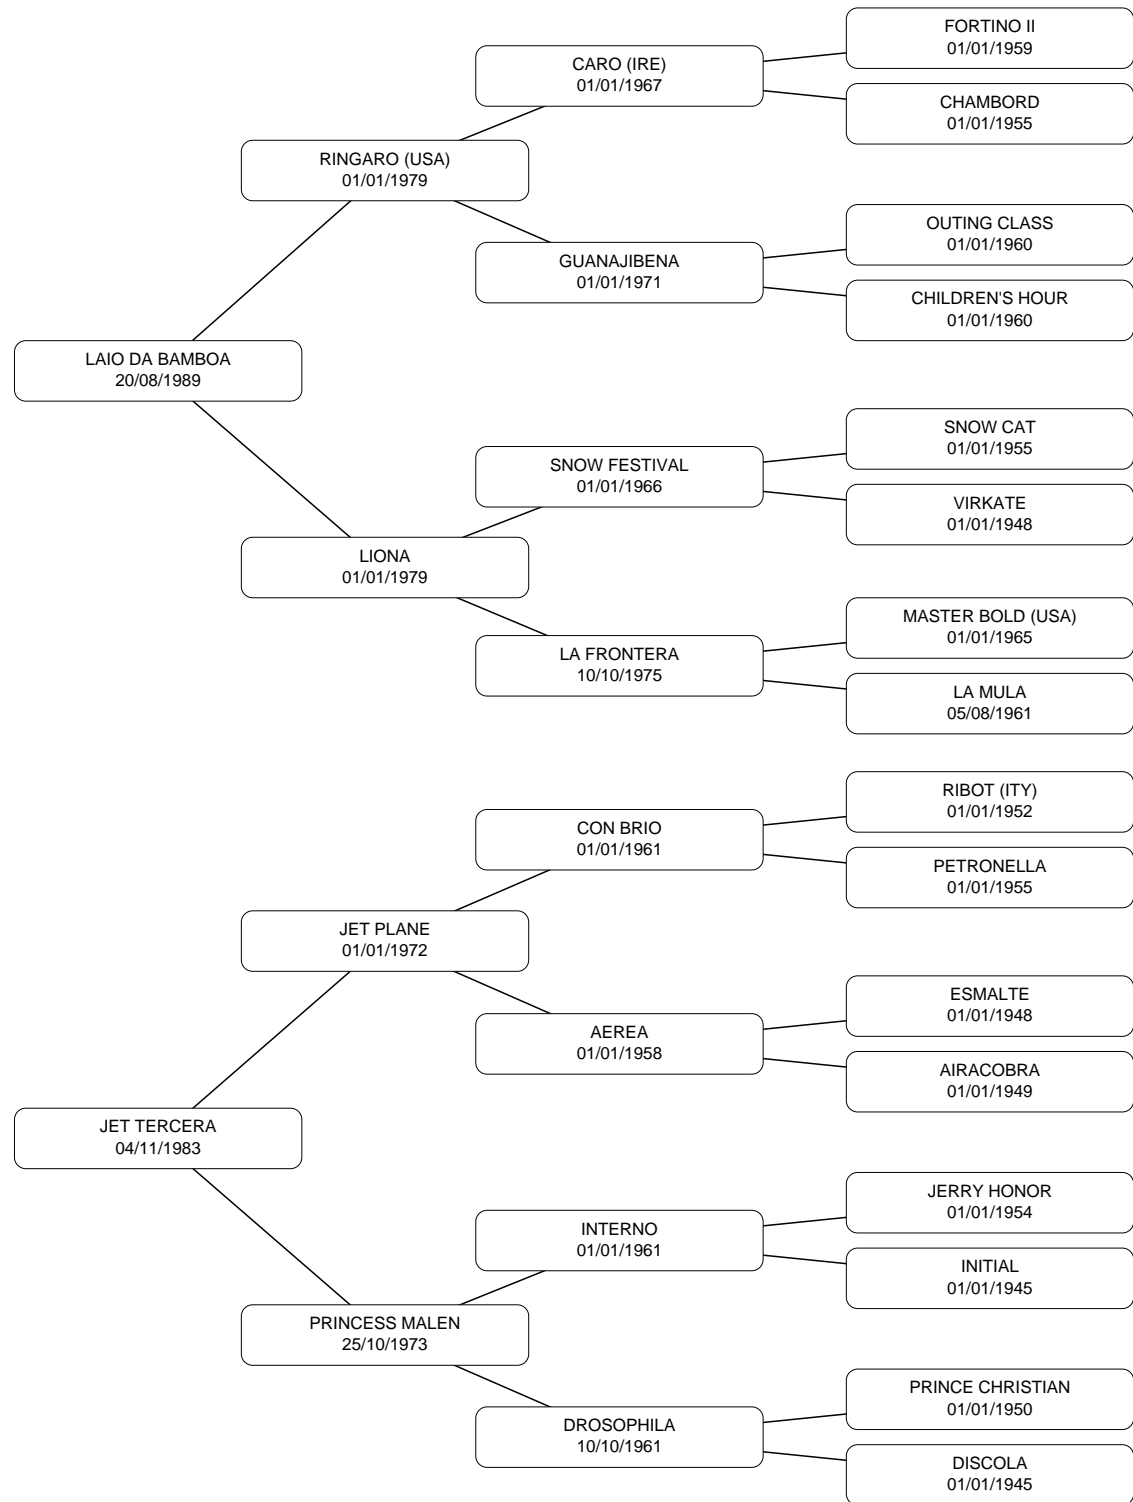 FORTINO II
01/01/1959
CARO (IRE)
01/01/1967
CHAMBORD
01/01/1955
RINGARO (USA)
01/01/1979
OUTING CLASS
01/01/1960
GUANAJIBENA
01/01/1971
CHILDREN'S HOUR
01/01/1960
LAIO DA BAMBOA
20/08/1989
SNOW CAT
01/01/1955
SNOW FESTIVAL
01/01/1966
VIRKATE
01/01/1948
LIONA
01/01/1979
MASTER BOLD (USA)
01/01/1965
LA FRONTERA
10/10/1975
LA MULA
05/08/1961
RIBOT (ITY)
01/01/1952
CON BRIO
01/01/1961
PETRONELLA
01/01/1955
JET PLANE
01/01/1972
ESMALTE
01/01/1948
AEREA
01/01/1958
AIRACOBRA
01/01/1949
JET TERCERA
04/11/1983
JERRY HONOR
01/01/1954
INTERNO
01/01/1961
INITIAL
01/01/1945
PRINCESS MALEN
25/10/1973
PRINCE CHRISTIAN
01/01/1950
DROSOPHILA
10/10/1961
DISCOLA
01/01/1945